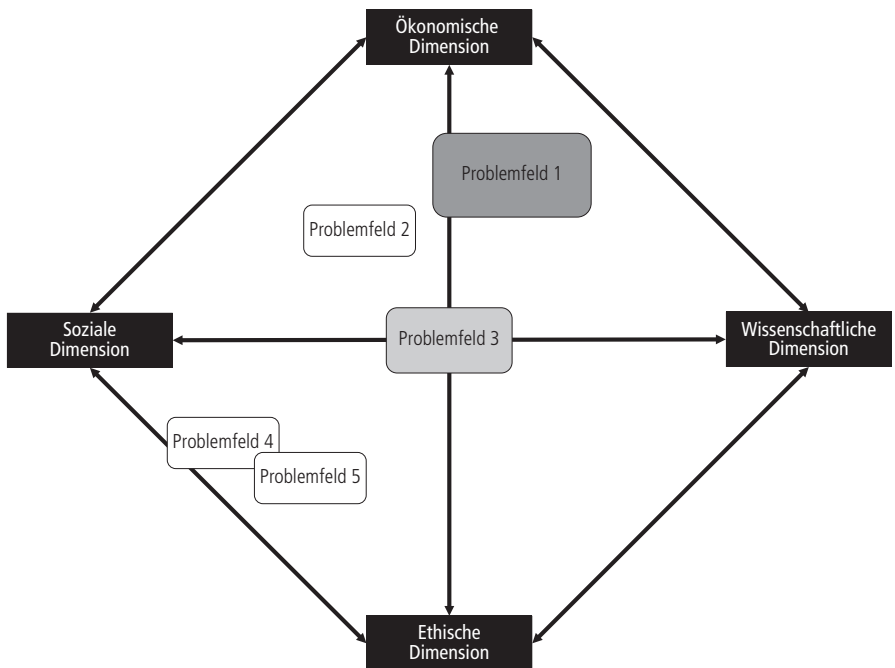 Ökonomische
Dimension
Problemfeld 1
Problemfeld 2
Soziale
Dimension
Problemfeld 3
Wissenschaftliche
Dimension
Problemfeld 4
Problemfeld 5
Ethische
Dimension